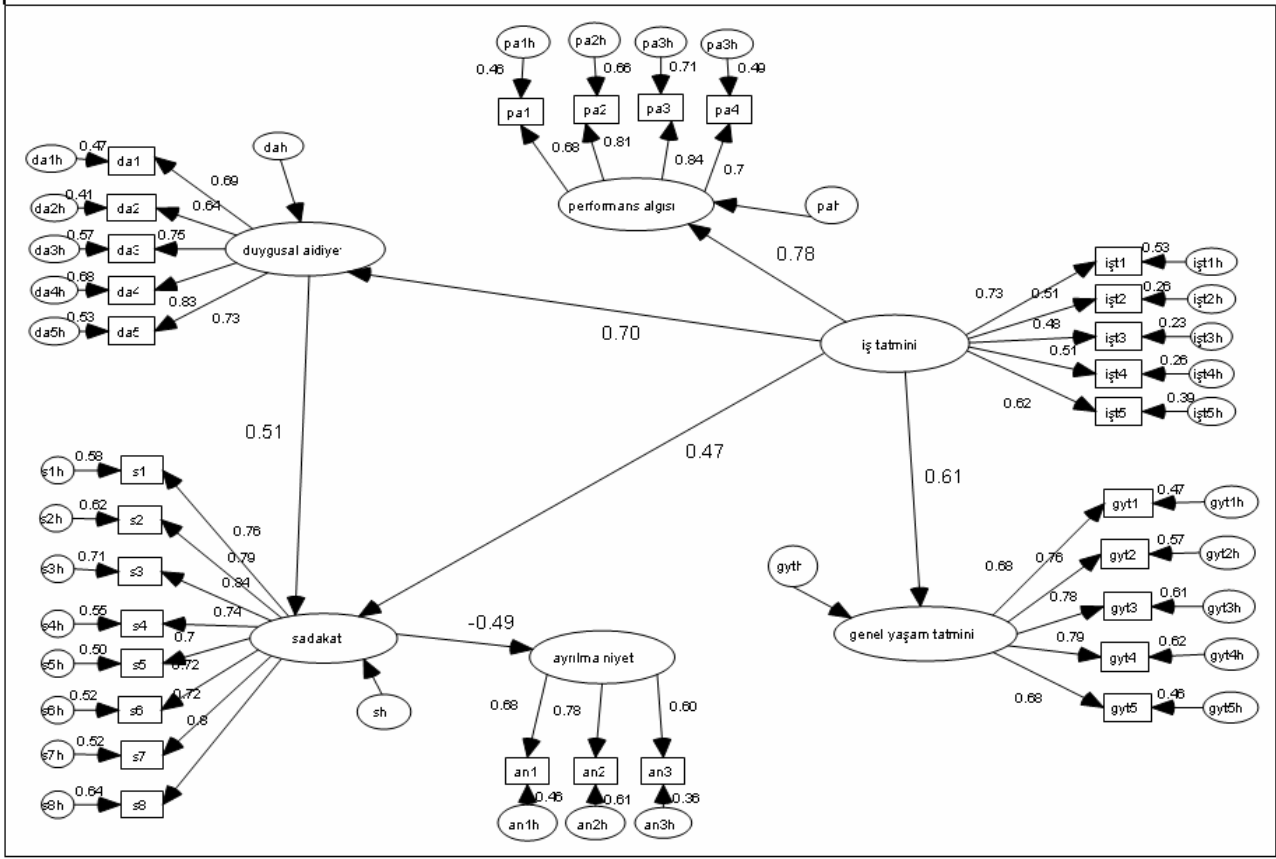 pa1h
pa2h
pa3h
pa3h
0.46
0.66
0.71
0.49
pa1
pa2
pa3
pa4
0.68
0.81
0.84
0.7
performans algısı
pah
dah
da1h
0.47
da1
0.69
da2h
0.41
da2
0.64
da3h
0.57
da3
0.75
da4h
0.68
da4
0.83
da5h
0.53
da5
0.73
duygusal aidiyet
0.78
0.70
iş tatmini
0.73
işt1
0.53
işt1h
0.51
işt2
0.26
işt2h
0.48
işt3
0.23
işt3h
0.51
işt4
0.26
işt4h
0.62
işt5
0.39
işt5h
0.51
0.47
0.61
s1h
0.58
s1
0.76
s2h
0.62
s2
0.79
s3h
0.71
s3
0.84
s4h
0.55
s4
0.74
s5h
0.50
s5
0.7
s6h
0.52
s6
0.72
s7h
0.52
s7
0.72
s8h
0.64
s8
0.8
sadakat
sh
-0.49
ayrılma niyet
0.68
0.78
0.60
an1
an2
an3
0.46
0.61
0.36
an1h
an2h
an3h
gyth
genel yaşam tatmini
0.68
gyt1
0.47
gyt1h
0.76
gyt2
0.57
gyt2h
0.78
gyt3
0.61
gyt3h
0.79
gyt4
0.62
gyt4h
0.68
gyt5
0.46
gyt5h